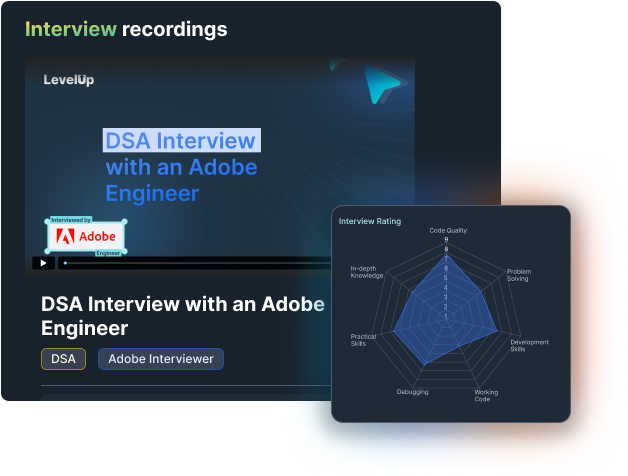 Interview recordings
LevelUp
DSA Interview
with an Adobe
Engineer
Interviewed by
Adobe
Engineer
DSA Interview with an Adobe
Engineer
DSA
Adobe Interviewer
Interview Rating
Code Quality
9
8
7
6
5
4
3
2
1
Problem
Solving
Development
Skills
Working
Code
Debugging
Practical
Skills
In-depth
Knowledge